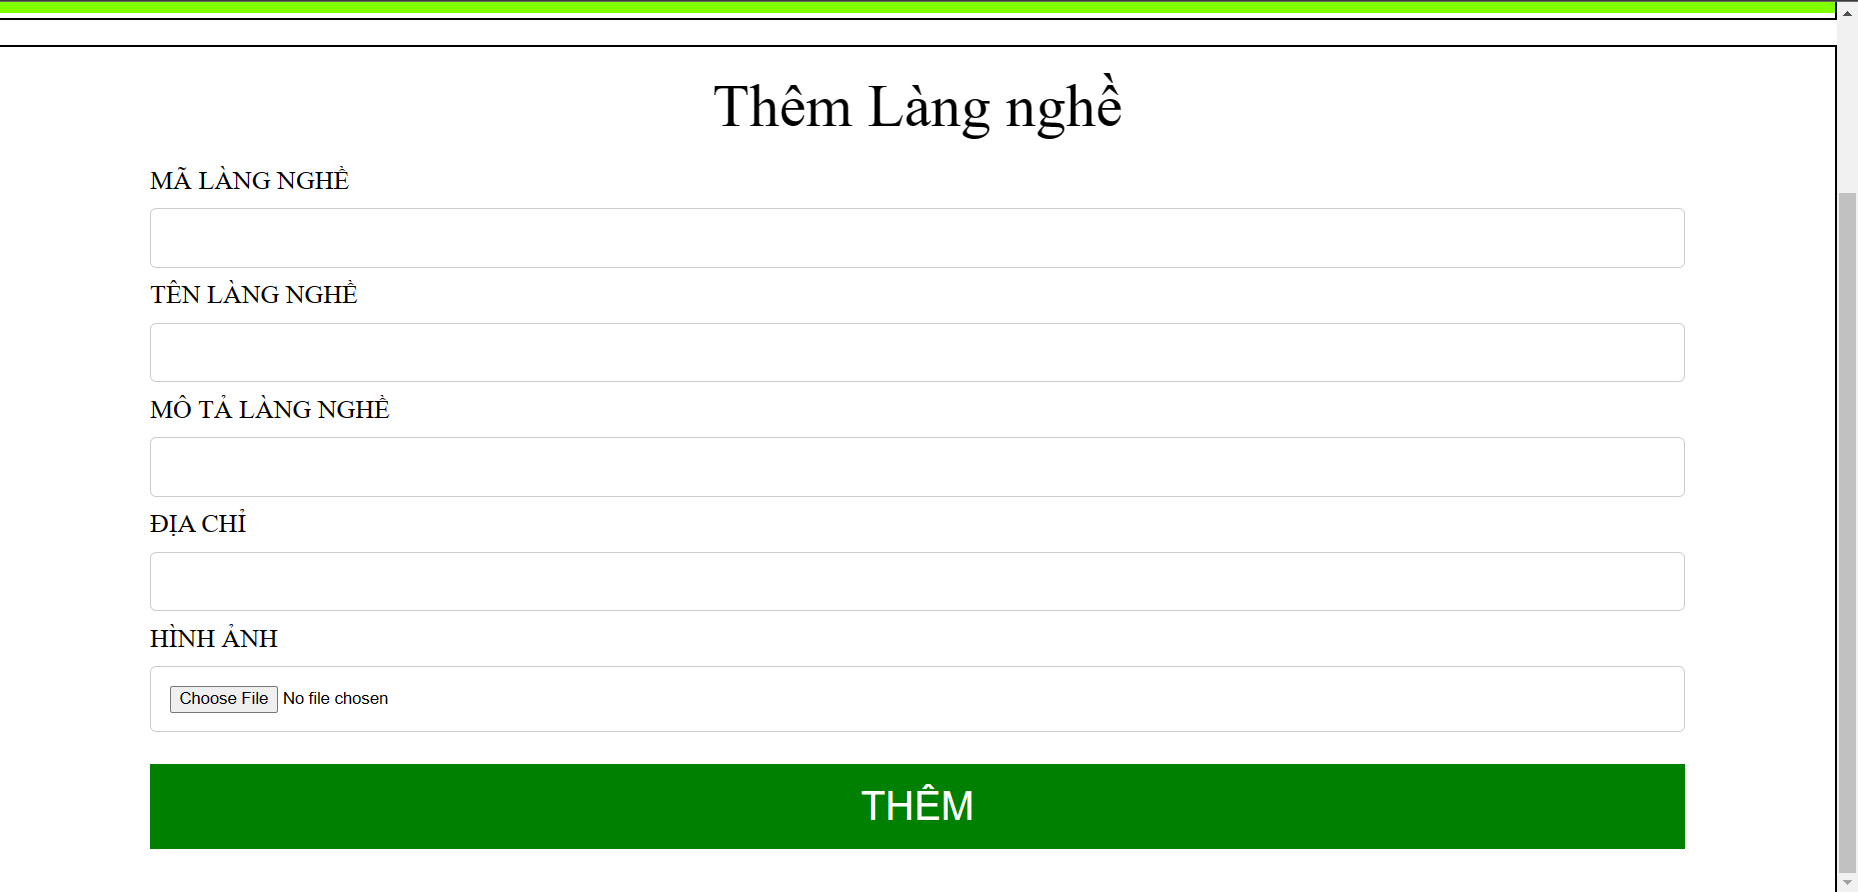 Thêm Làng nghề
MÃ LÀNG NGHỀ
TÊN LÀNG NGHỀ
MÔ TẢ LÀNG NGHỀ
ĐỊA CHỈ
HÌNH ẢNH
Choose File No file chosen
THÊM